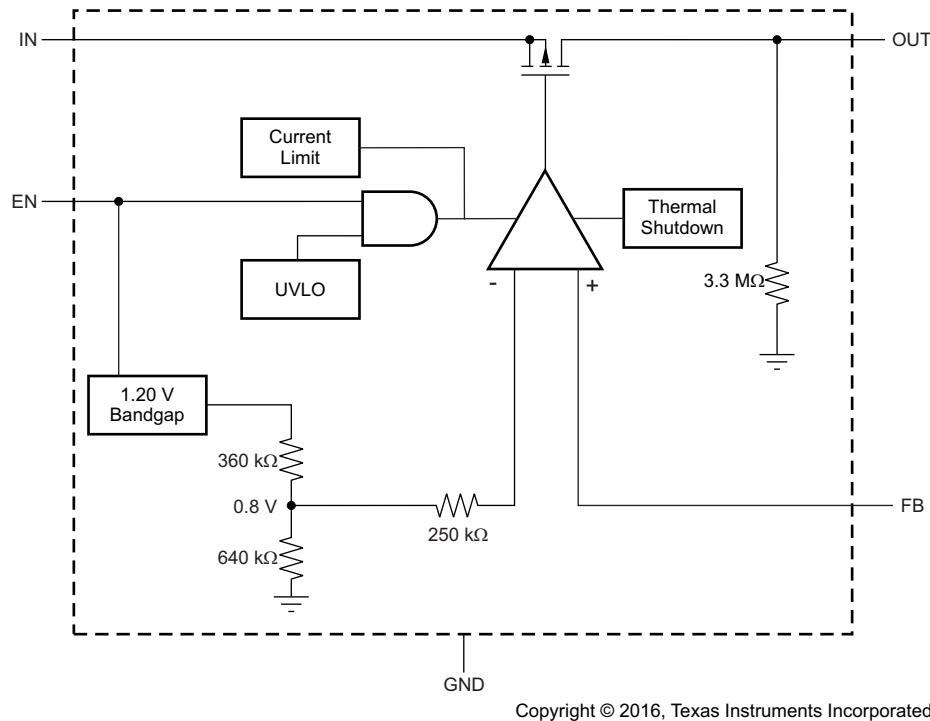 IN
OUT
Current
Limit
EN
Thermal
Shutdown
UVLO
-
+
3.3 MΩ
1.20 V
Bandgap
360 kΩ
0.8 V
FB
250 kΩ
640 kΩ
GND
Copyright © 2016, Texas Instruments Incorporated